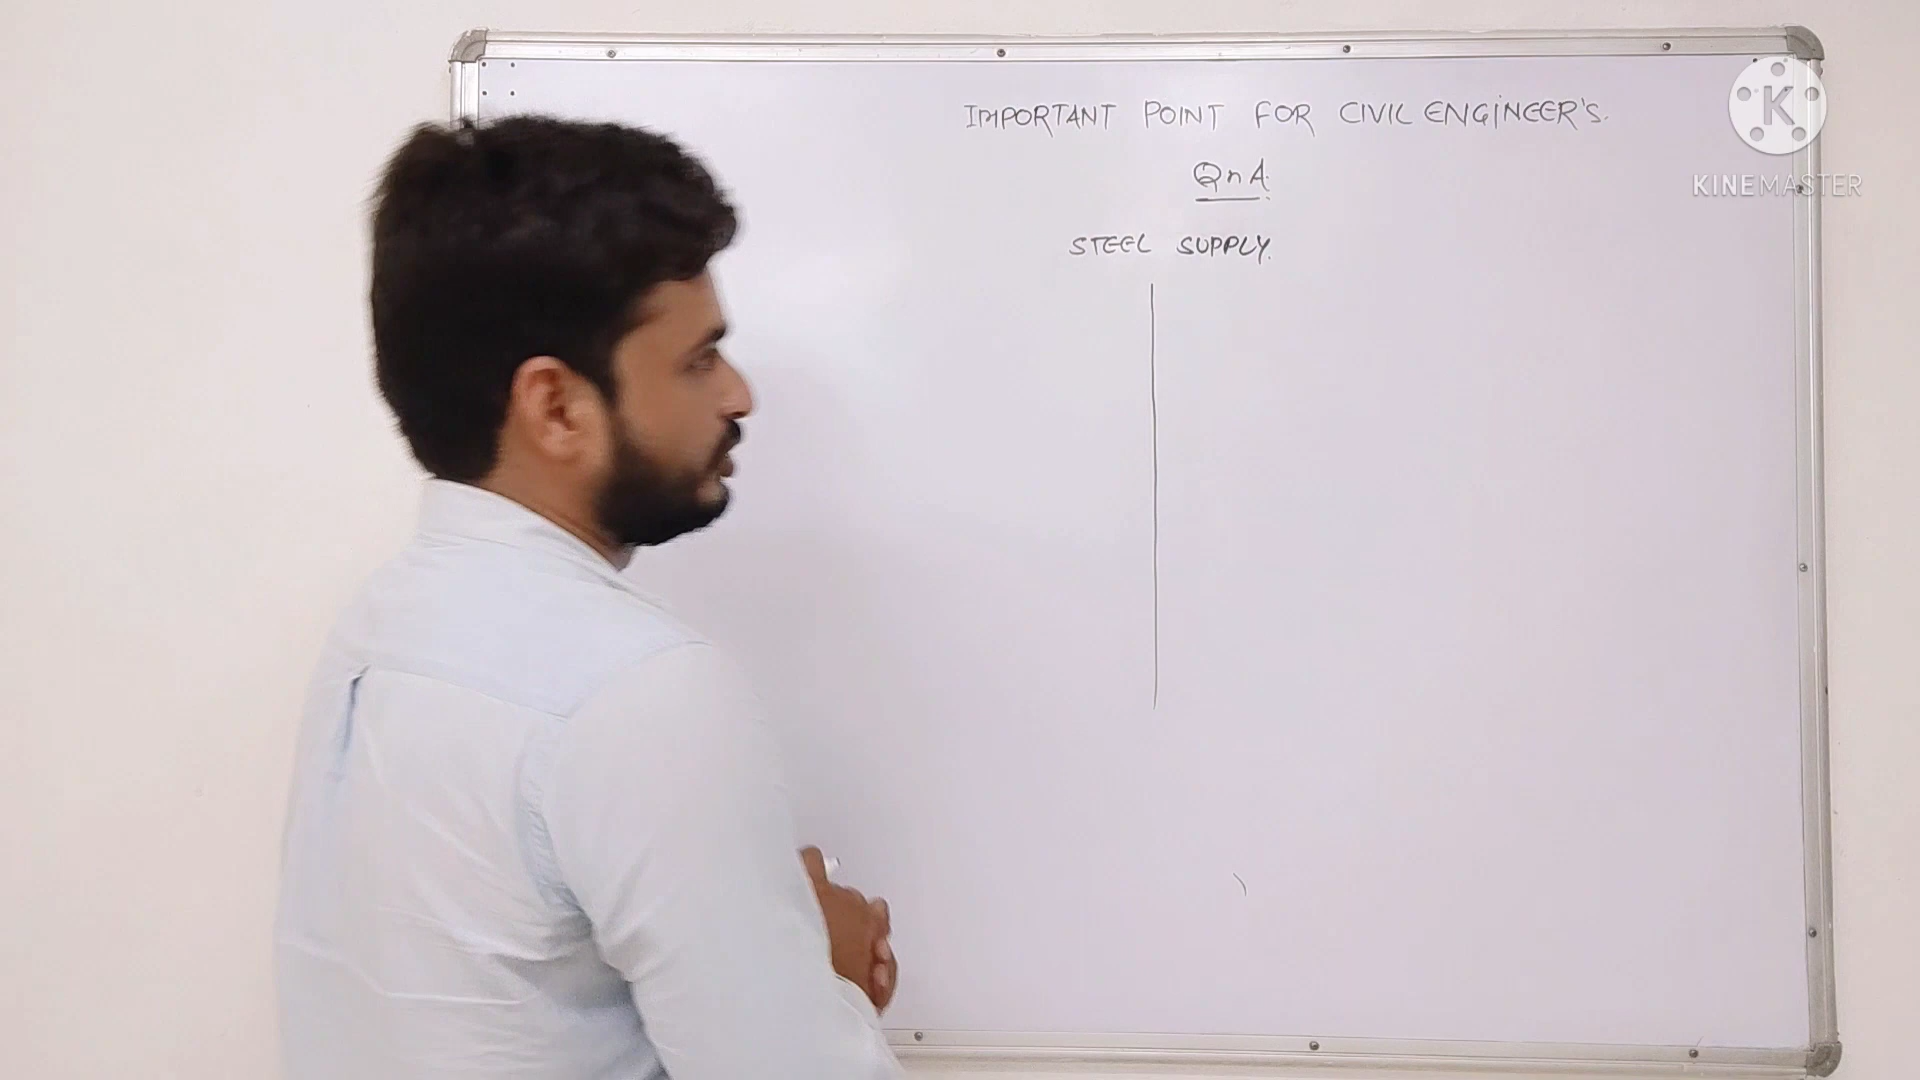 IMPORTANT POINT FOR CIVIL ENGINEER'S.
QnA.
STEEL SUPPLY.
K
KINEMASTER